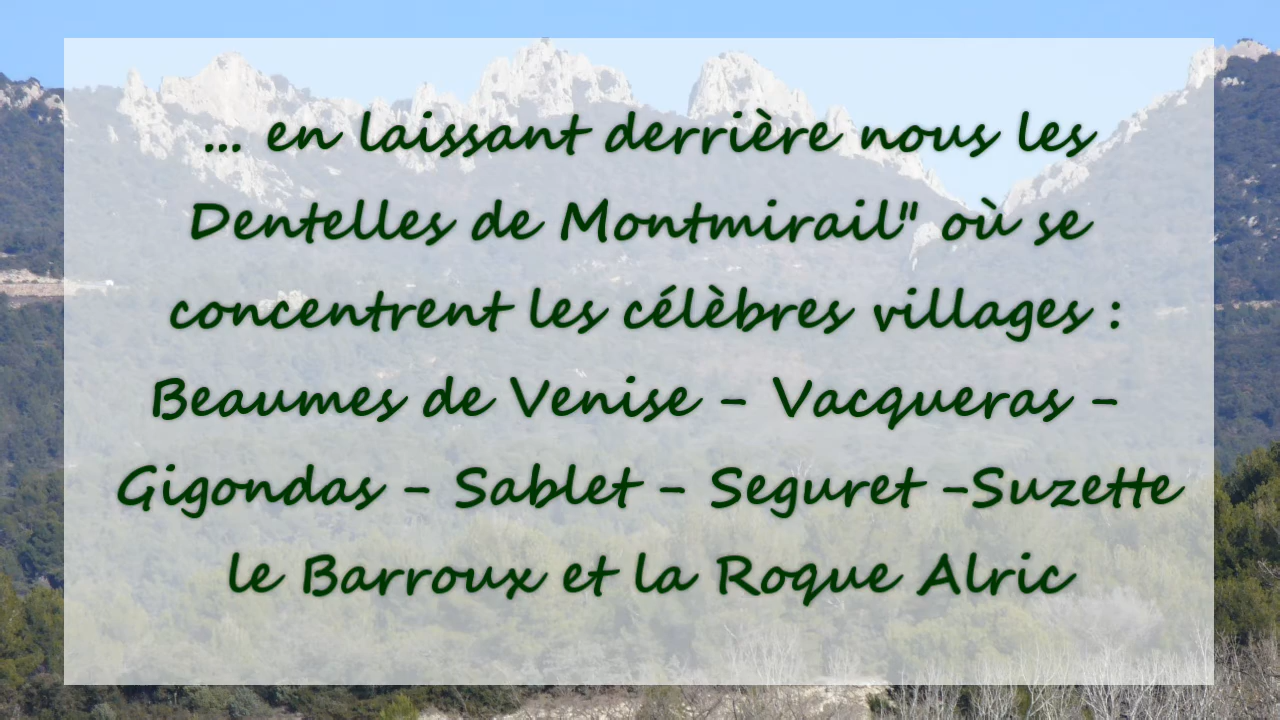 ... en laissant derrière nous les
Dentelles de Montmirail" où se
concentrent les célèbres villages :
Beaumes de Venise - Vacqueras -
Gigondas - Sablet - Seguret -Suzette
le Barroux et la Roque Alric